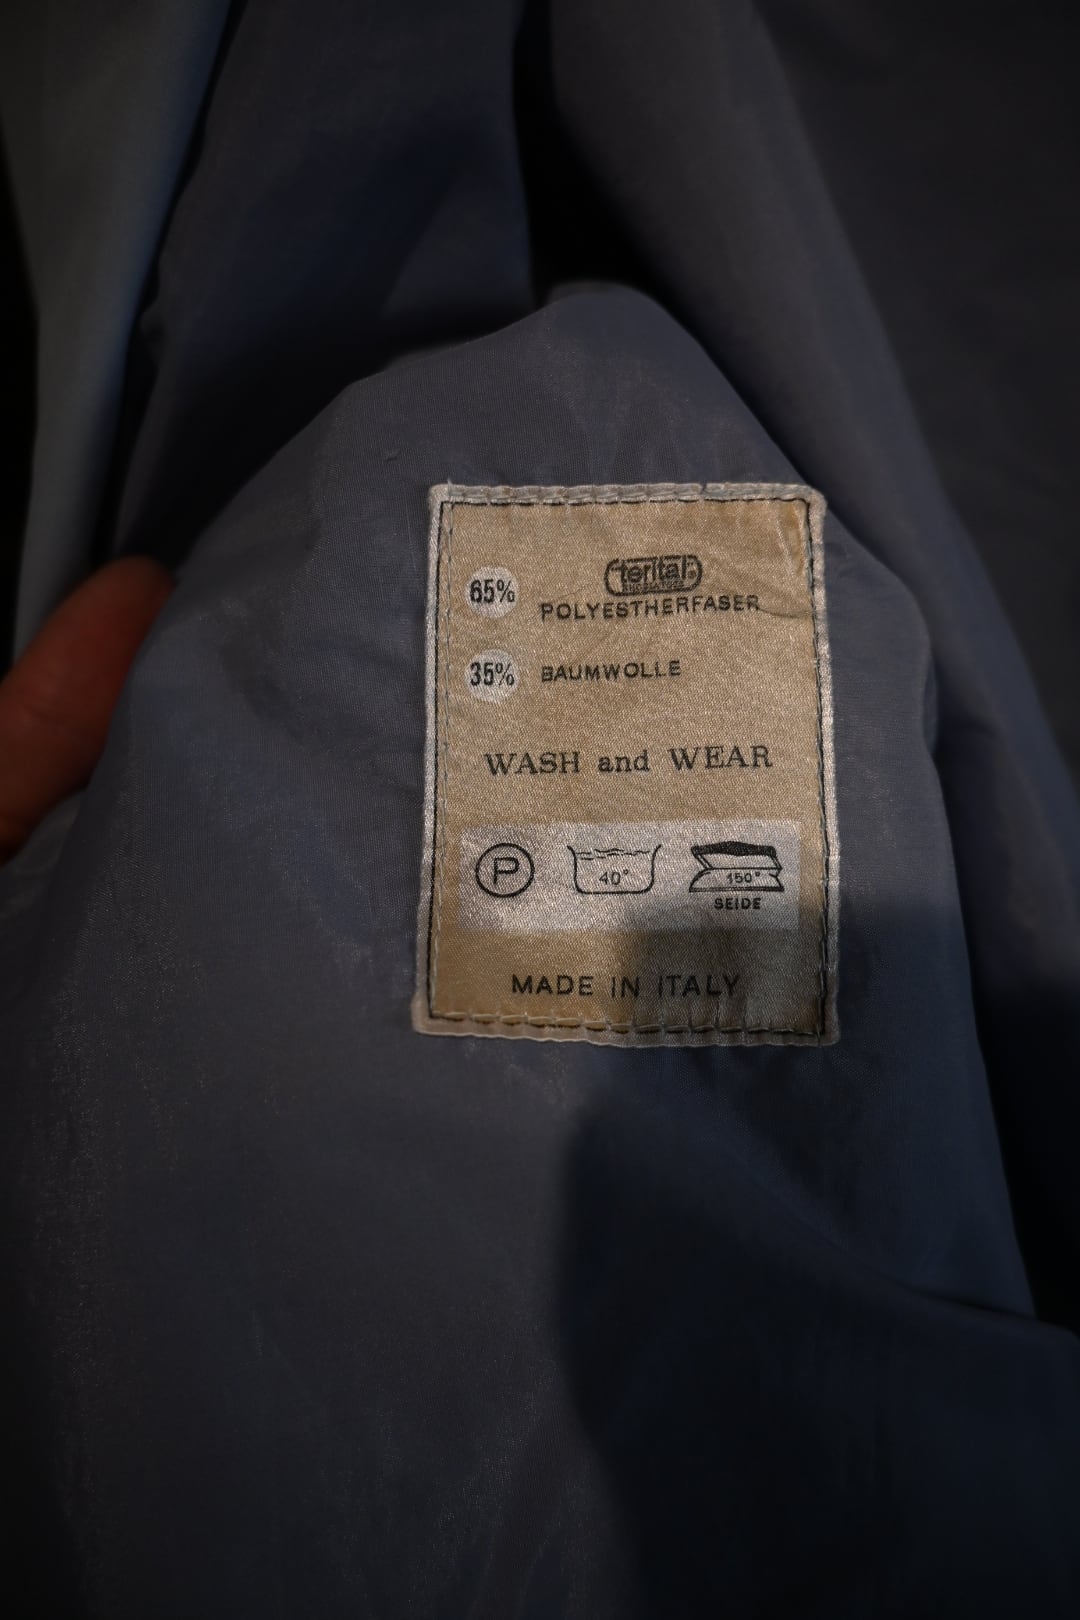 terital
65% POLYESTHERFASER
35% BAUMWOLLE
WASH and WEAR
P 40° 150°
SEIDE
MADE IN ITALY